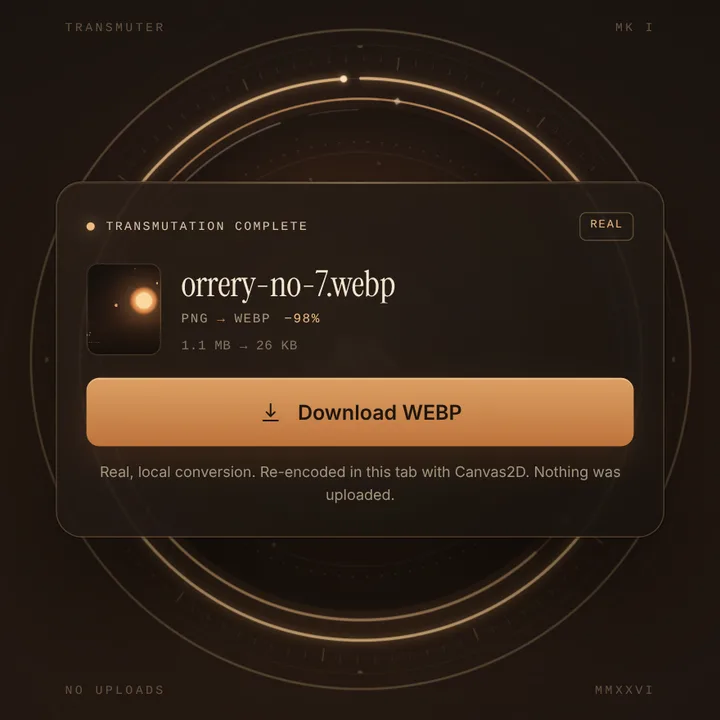 TRANSMUTER
MK I
TRANSMUTATION COMPLETE
REAL
orrery-no-7.webp
PNG → WEBP −98%
1.1 MB → 26 KB
Download WEBP
Real, local conversion. Re-encoded in this tab with Canvas2D. Nothing was
uploaded.
NO UPLOADS
MMXXVI